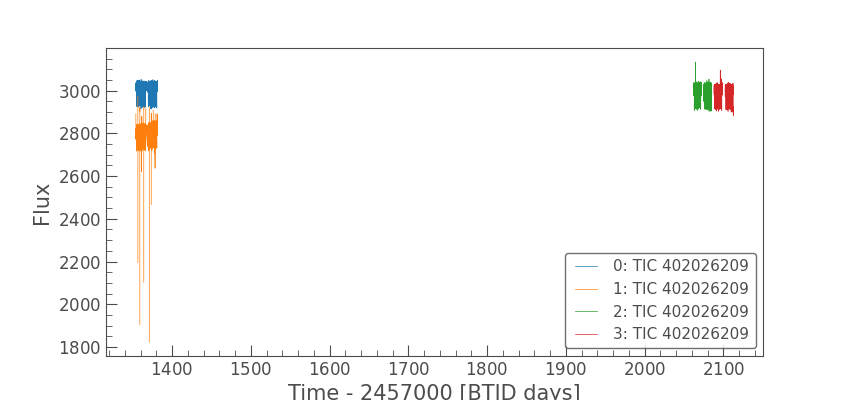 Flux
3000
2800
2600
2400
2200
2000
1800
0: TIC 402026209
1: TIC 402026209
2: TIC 402026209
3: TIC 402026209
1400 1500 1600 1700 1800 1900 2000 2100
Time - 2457000 [BTJD days]